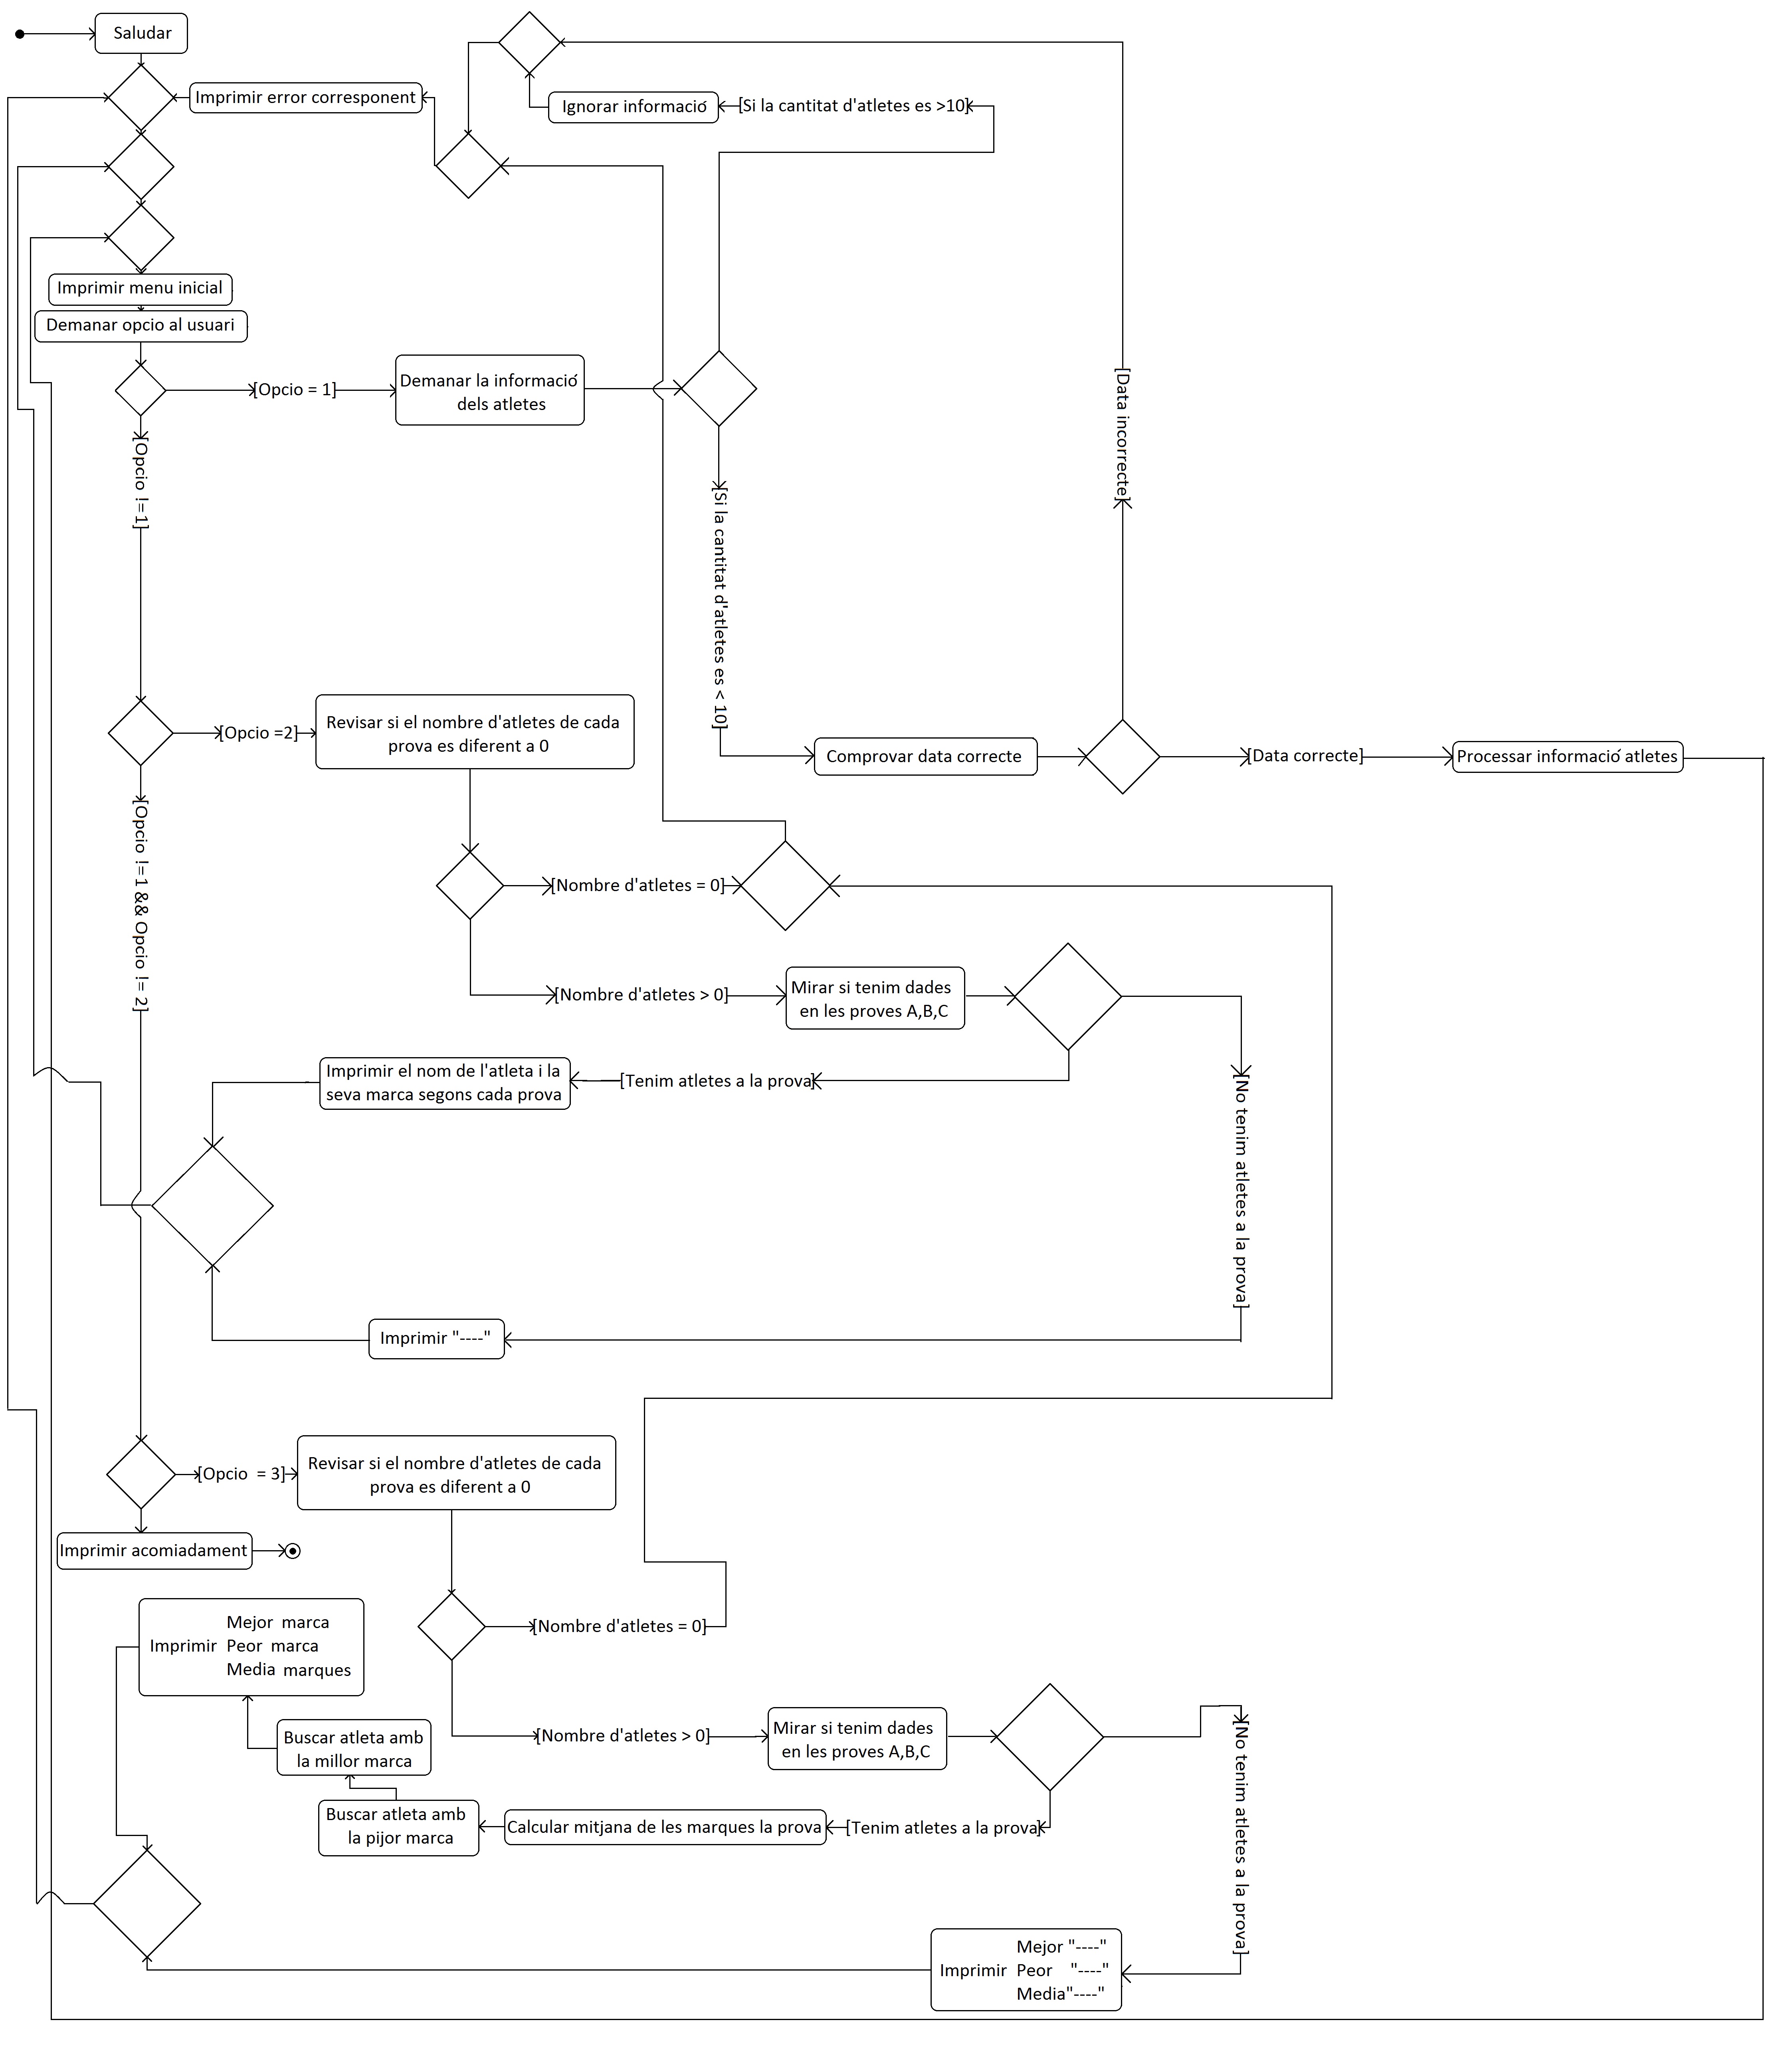 Saludar
Imprimir error corresponent
Ignorar informació
[Si la cantitat d'atletes es >10]
Imprimir menu inicial
Demanar opcio al usuari
[Opcio = 1]
Demanar la informació
dels atletes
[Opcio !=1]
[Si la cantitat d'atletes es < 10]
[Data incorrecte]
[Opcio =2]
Revisar si el nombre d'atletes de cada
prova es diferent a 0
Comprovar data correcte
[Data correcte]
Processar informació atletes
[Opcio !=1 && Opcio != 2]
[Nombre d'atletes = 0]
[Nombre d'atletes > 0]
Mirar si tenim dades
en les proves A,B,C
Imprimir el nom de l'atleta i la
seva marca segons cada prova
[Tenim atletes a la prova]
[No tenim atletes a la prova]
Imprimir "----"
[Opcio  = 3]
Revisar si el nombre d'atletes de cada
prova es diferent a 0
Imprimir acomiadament
[Nombre d'atletes = 0]
Mejor marca
Imprimir Peor marca
Media marques
Buscar atleta amb
la millor marca
[Nombre d'atletes > 0]
Mirar si tenim dades
en les proves A,B,C
Buscar atleta amb
la pijor marca
Calcular mitjana de les marques la prova
[Tenim atletes a la prova]
[No tenim atletes a la prova]
Mejor "----"
Imprimir Peor "----"
Media"----"